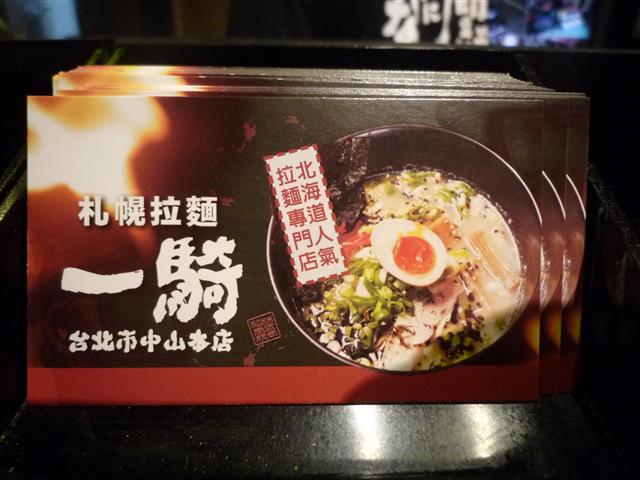 札幌拉麵
一騎
台北市中山本店
北海道人氣
拉麵專門店